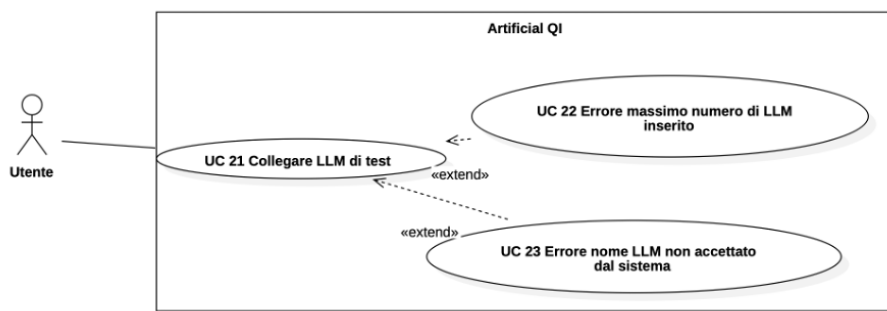 Artificial QI
UC 22 Errore massimo numero di LLM
inserito
UC 21 Collegare LLM di test
Utente
«extend»
«extend»
UC 23 Errore nome LLM non accettato
dal sistema